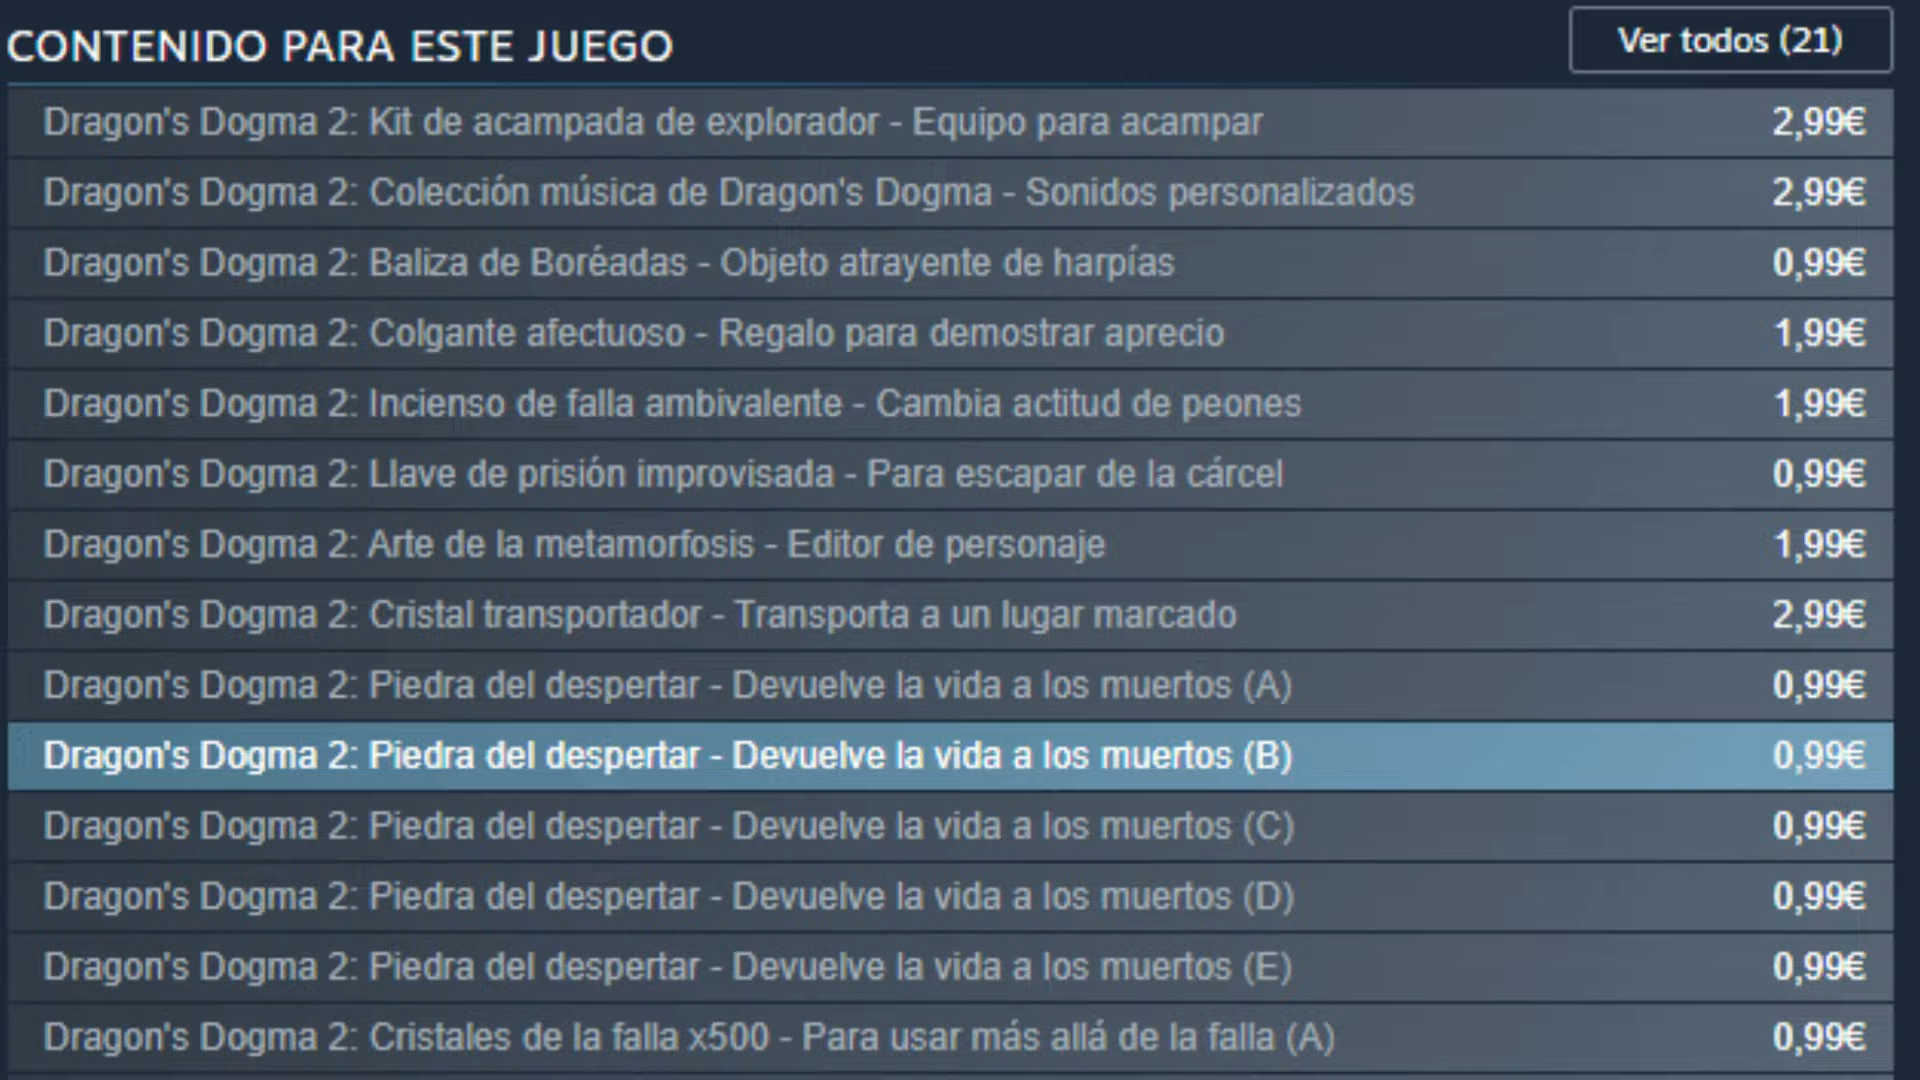 CONTENIDO PARA ESTE JUEGO
Ver todos (21)
Dragon's Dogma 2: Kit de acampada de explorador - Equipo para acampar 2,99€
Dragon's Dogma 2: Colección música de Dragon's Dogma - Sonidos personalizados 2,99€
Dragon's Dogma 2: Baliza de Boréadas - Objeto atrayente de harpías 0,99€
Dragon's Dogma 2: Colgante afectuoso - Regalo para demostrar aprecio 1,99€
Dragon's Dogma 2: Incienso de falla ambivalente - Cambia actitud de peones 1,99€
Dragon's Dogma 2: Llave de prisión improvisada - Para escapar de la cárcel 0,99€
Dragon's Dogma 2: Arte de la metamorfosis - Editor de personaje 1,99€
Dragon's Dogma 2: Cristal transportador - Transporta a un lugar marcado 2,99€
Dragon's Dogma 2: Piedra del despertar - Devuelve la vida a los muertos (A) 0,99€
Dragon's Dogma 2: Piedra del despertar - Devuelve la vida a los muertos (B) 0,99€
Dragon's Dogma 2: Piedra del despertar - Devuelve la vida a los muertos (C) 0,99€
Dragon's Dogma 2: Piedra del despertar - Devuelve la vida a los muertos (D) 0,99€
Dragon's Dogma 2: Piedra del despertar - Devuelve la vida a los muertos (E) 0,99€
Dragon's Dogma 2: Cristales de la falla x500 - Para usar más allá de la falla (A) 0,99€